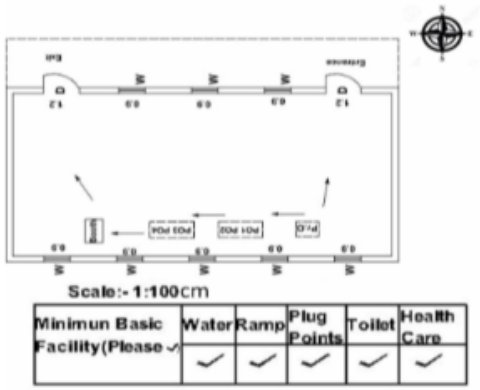 N
W E
S
Exit
Entrance
W W W
D D
1.2 0.9 0.9 0.9 1.2
Booth PO3 PO4 PO1 PO2 Pr.O
0.9 0.9 0.9 0.9 0.9
W W W W W
Scale:- 1:100cm
Minimun Basic
Facility(Please ✓)
Water
Ramp
Plug
Points
Toilet
Health
Care
✓ ✓ ✓ ✓ ✓